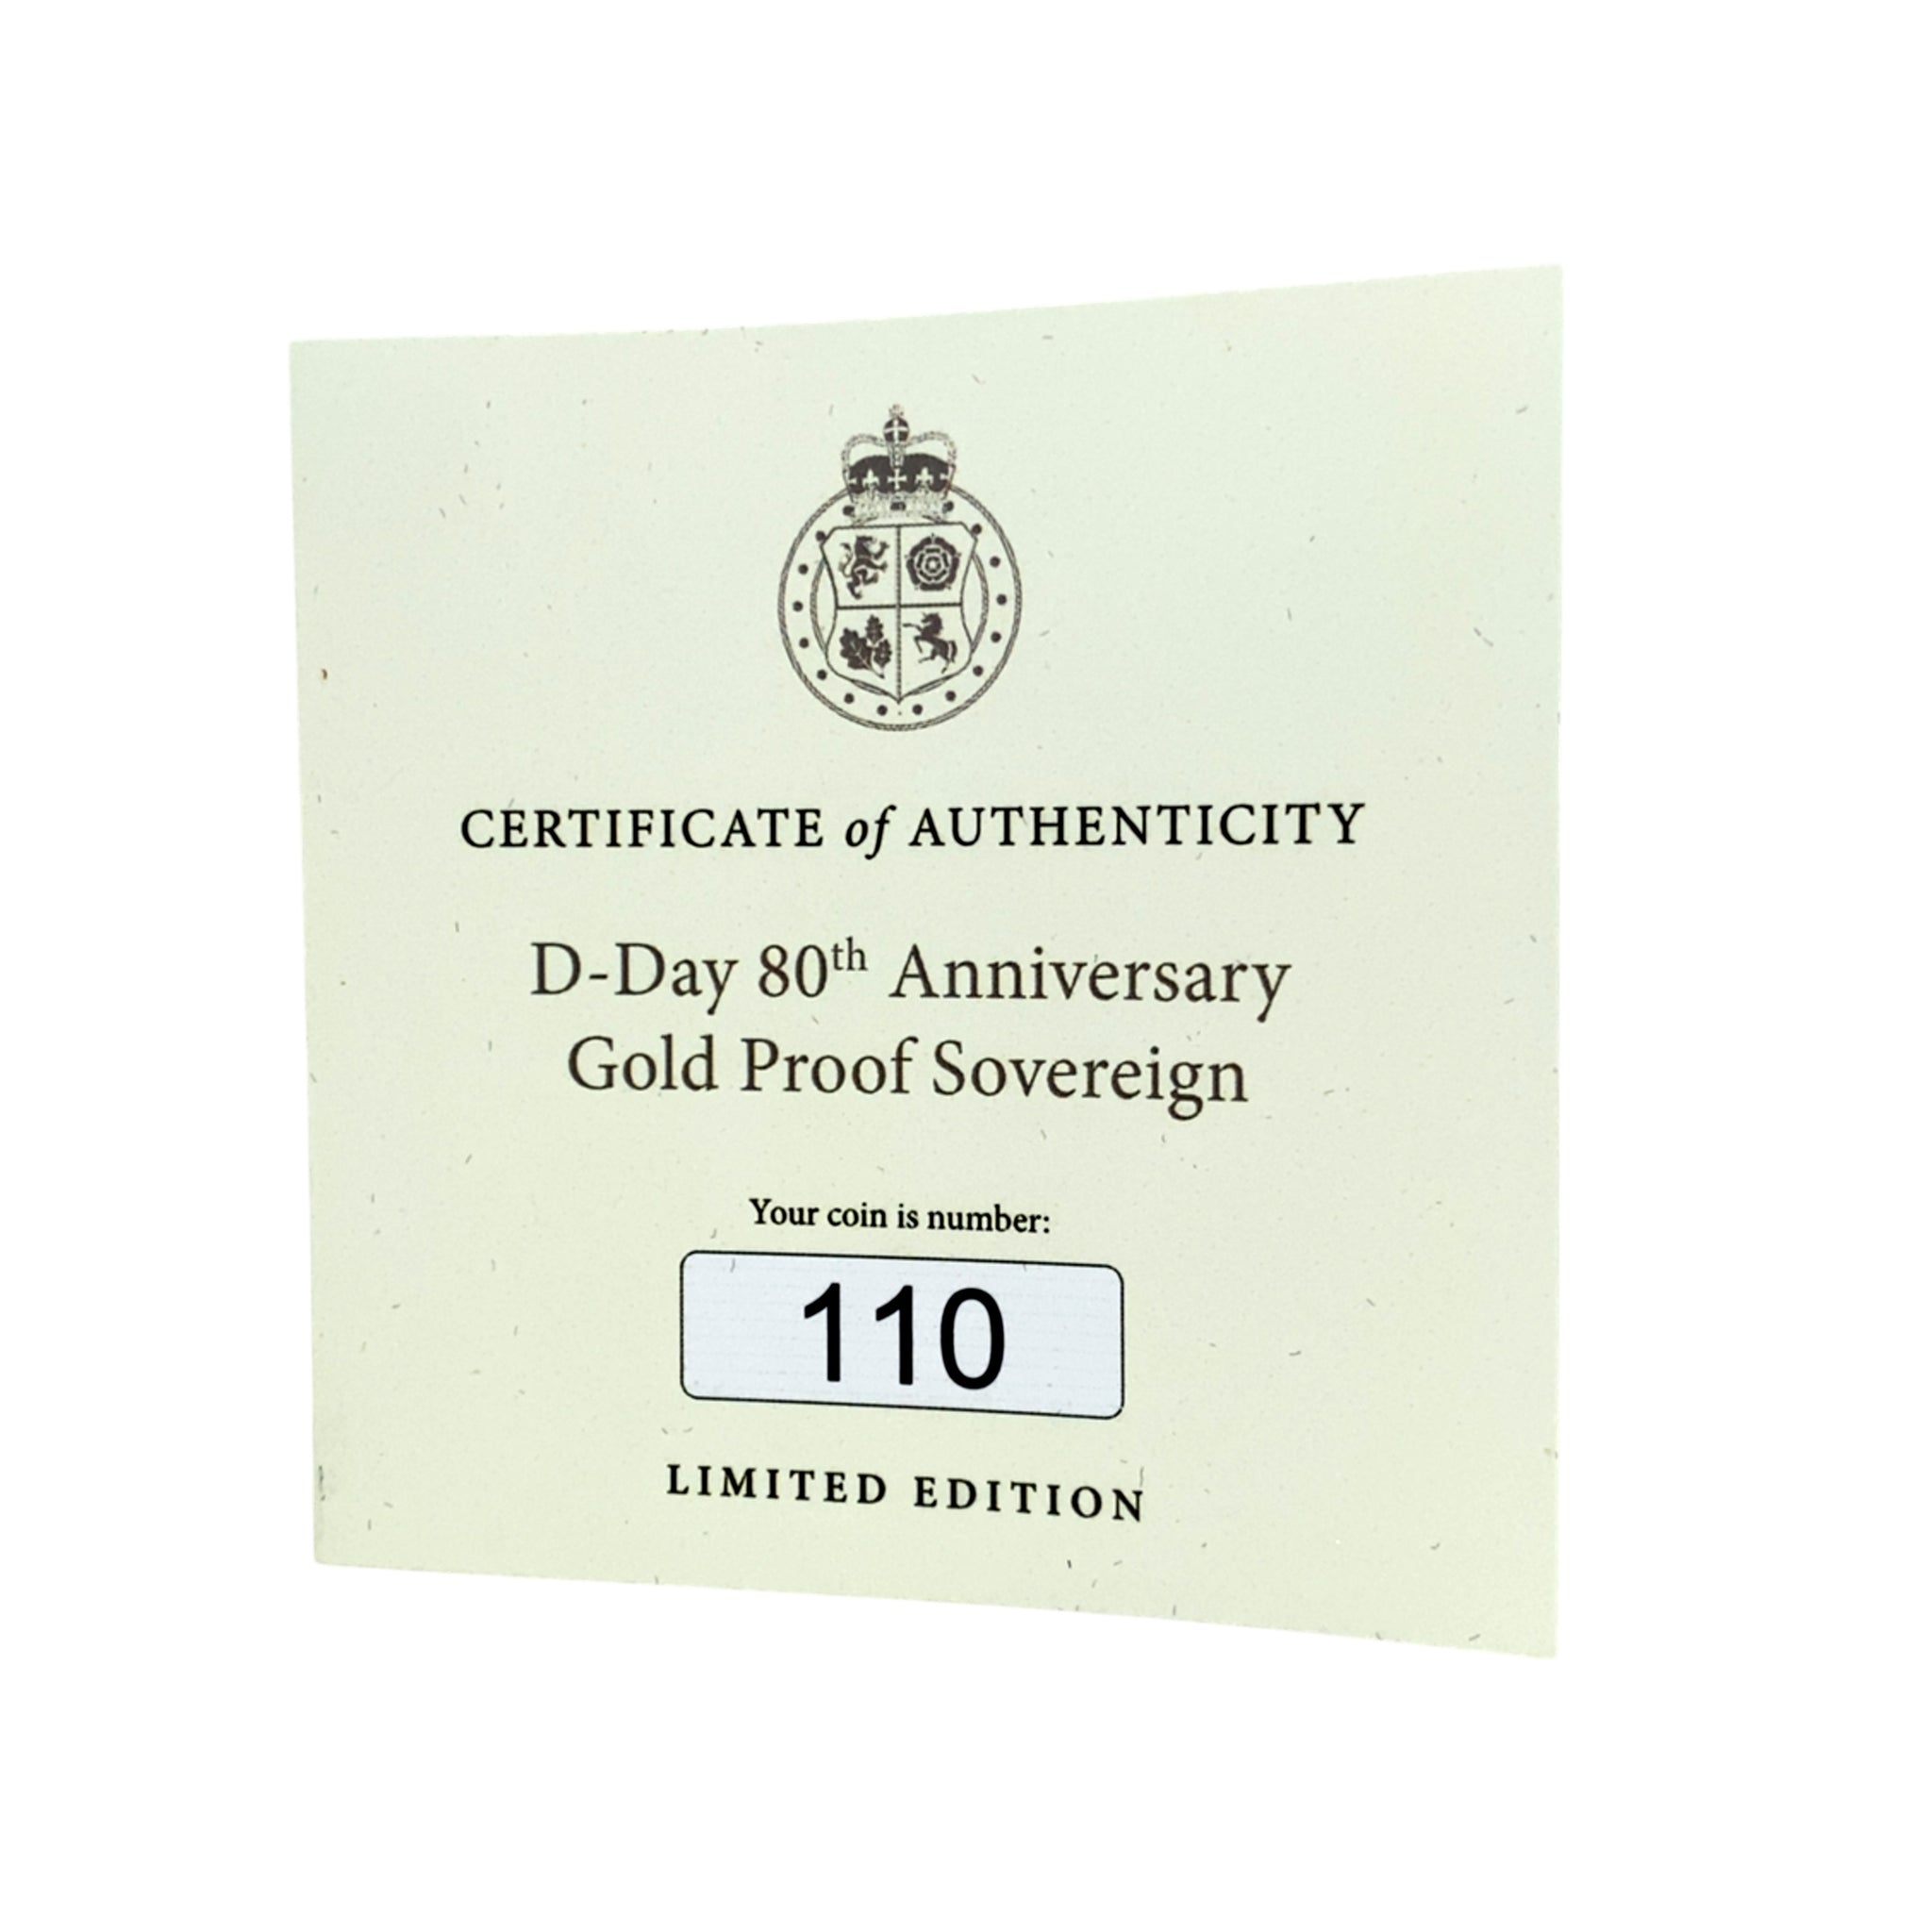 CERTIFICATE of AUTHENTICITY
D-Day 80th Anniversary
Gold Proof Sovereign
Your coin is number:
110
LIMITED EDITION